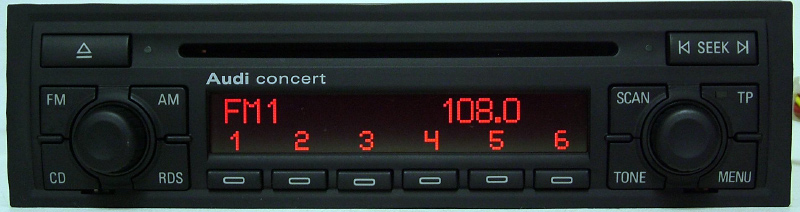 SEEK
Audi concert
FM AM
FM1 108.0
SCAN TP
1 2 3 4 5 6
CD RDS
TONE MENU